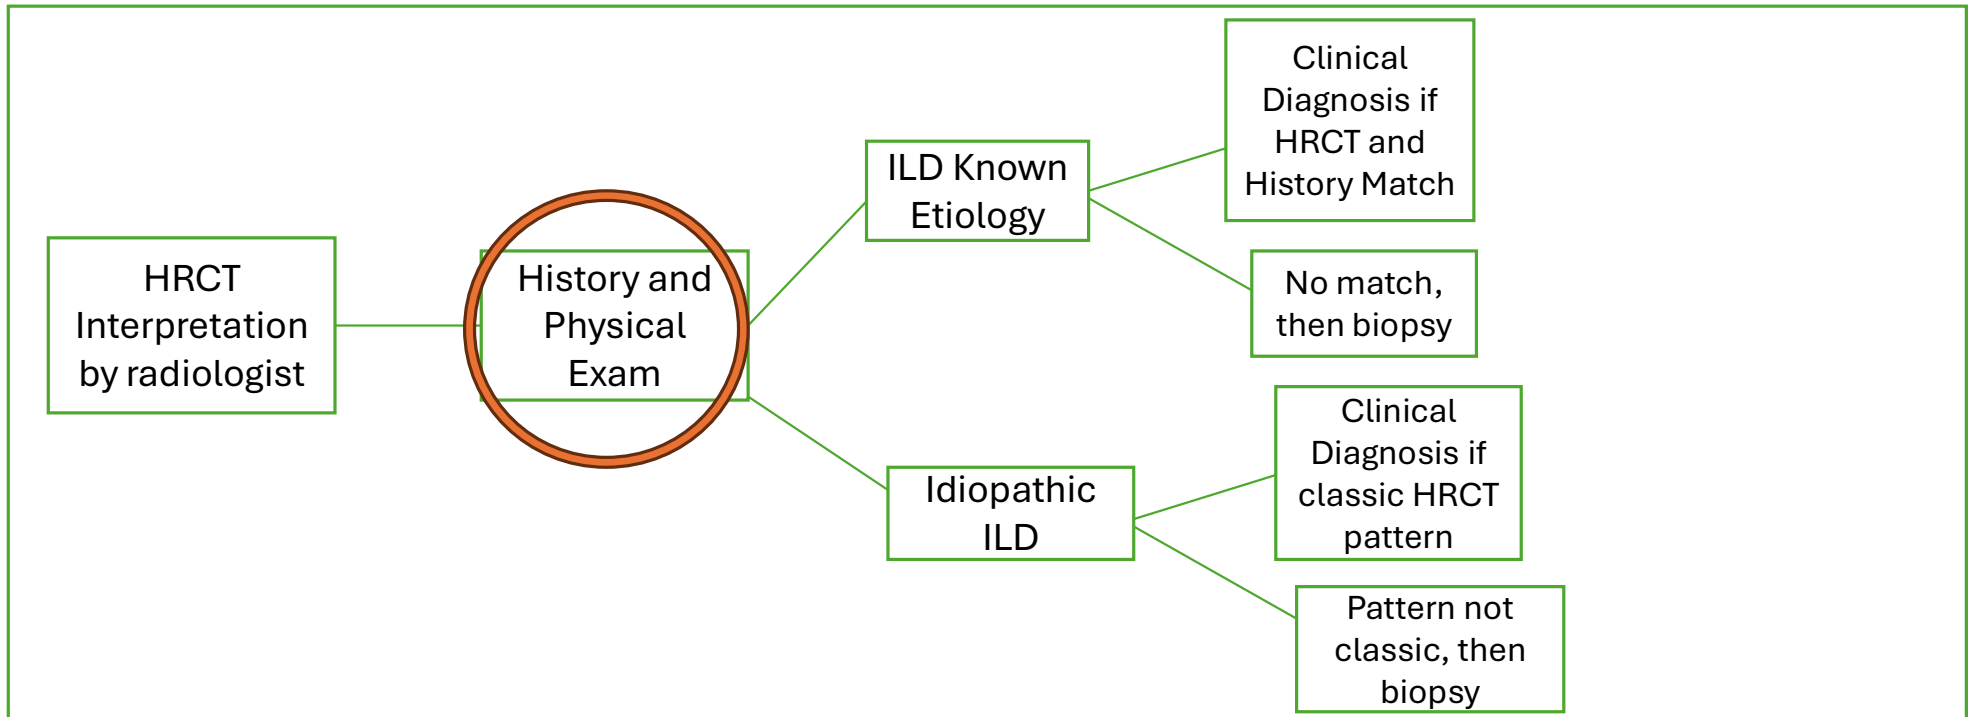 HRCT
Interpretation
by radiologist
History and
Physical
Exam
ILD Known
Etiology
Clinical
Diagnosis if
HRCT and
History Match
No match,
then biopsy
Idiopathic
ILD
Clinical
Diagnosis if
classic HRCT
pattern
Pattern not
classic, then
biopsy